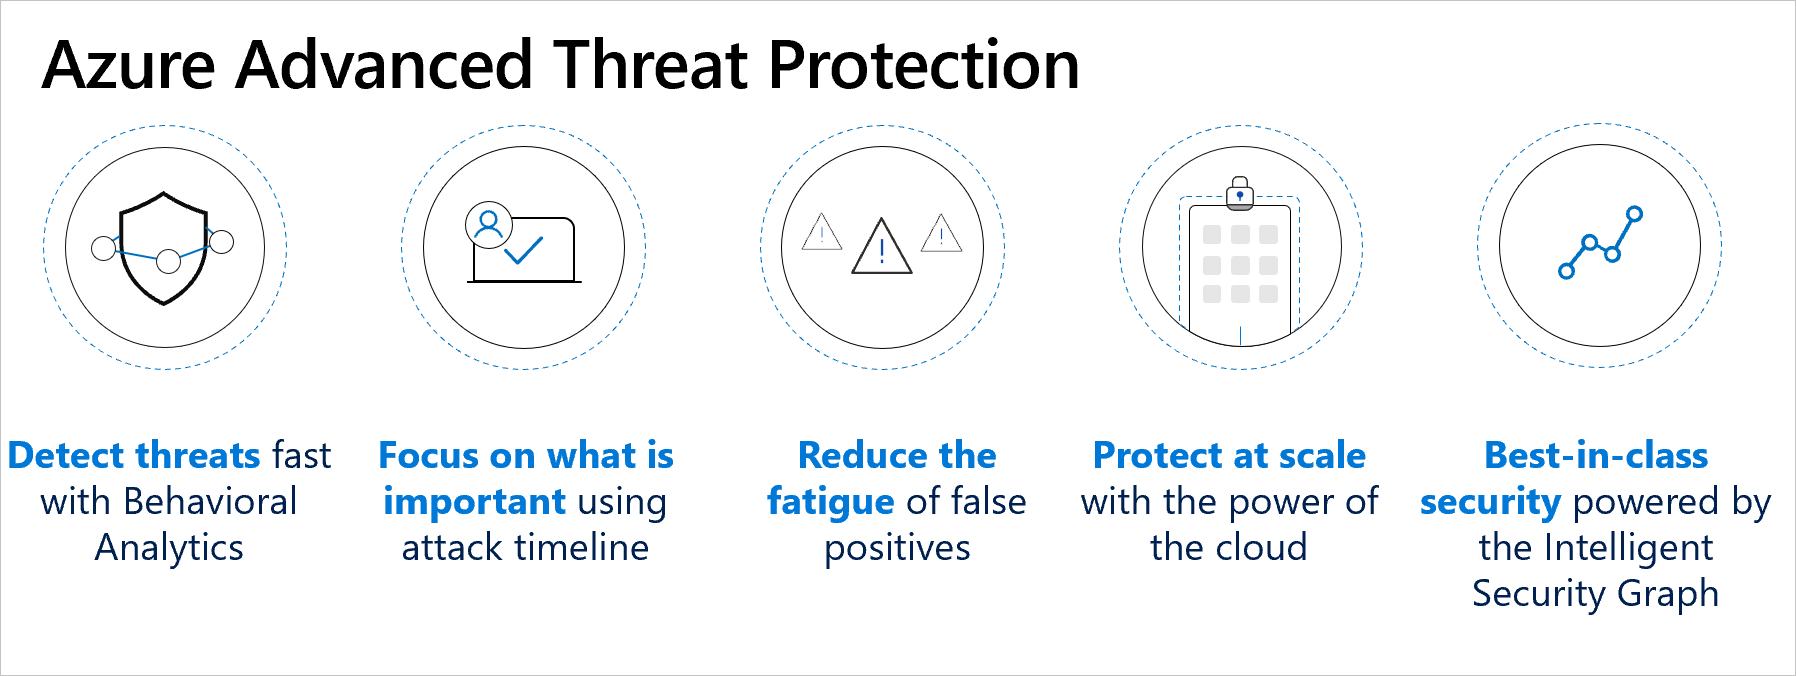 Azure Advanced Threat Protection
Detect threats fast
with Behavioral
Analytics
Focus on what is
important using
attack timeline
Reduce the
fatigue of false
positives
Protect at scale
with the power of
the cloud
Best-in-class
security powered by
the Intelligent
Security Graph